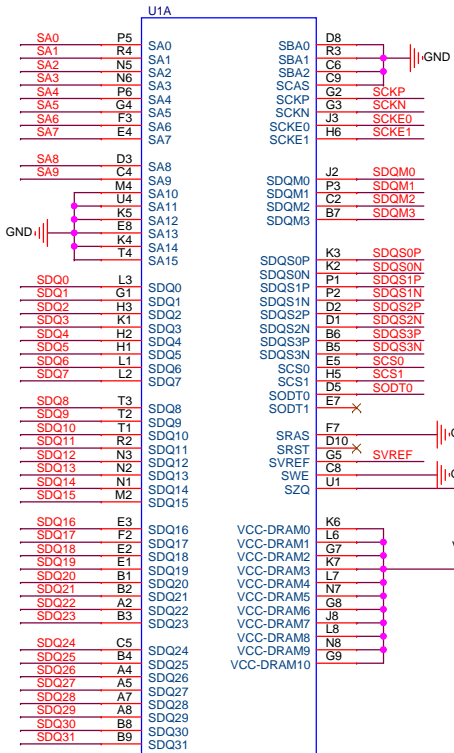 U1A
SA0 P5 SA0 SBA0 D8
SA1 R4 SA1 SBA1 R3 GND
SA2 N5 SA2 SBA2 C6
SA3 N6 SA3 SCAS C9
SA4 P6 SA4 SCKP G2 SCKP
SA5 G4 SA5 SCKN G3 SCKN
SA6 F3 SA6 SCKE0 J3 SCKE0
SA7 E4 SA7 SCKE1 H6 SCKE1
SA8 D3 SA8
SA9 C4 SA9 SDQM0 J2 SDQM0
M4 SA10 SDQM1 P3 SDQM1
U4 SA11 SDQM2 C2 SDQM2
K5 SA12 SDQM3 B7 SDQM3
GND E8 SA13
K4 SA14 SDQS0P K3 SDQS0P
T4 SA15 SDQS0N K2 SDQS0N
SDQ0 L3 SDQ0 SDQS1P P1 SDQS1P
SDQ1 G1 SDQ1 SDQS1N P2 SDQS1N
SDQ2 H3 SDQ2 SDQS2P D2 SDQS2P
SDQ3 K1 SDQ3 SDQS2N D1 SDQS2N
SDQ4 H2 SDQ4 SDQS3P B6 SDQS3P
SDQ5 H1 SDQ5 SDQS3N B5 SDQS3N
SDQ6 L1 SDQ6 SCS0 E5 SCS0
SDQ7 L2 SDQ7 SCS1 H5 SCS1
SODT0 D5 SODT0
SDQ8 T3 SDQ8 SODT1 E7
SDQ9 T2 SDQ9
SDQ10 T1 SDQ10 SRAS F7
SDQ11 R2 SDQ11 SRST D10
SDQ12 N3 SDQ12 SVREF G5 SVREF
SDQ13 N2 SDQ13 SWE C8
SDQ14 N1 SDQ14 SZQ U1
SDQ15 M2 SDQ15
SDQ16 E3 SDQ16 VCC-DRAM0 K6
SDQ17 F2 SDQ17 VCC-DRAM1 L6
SDQ18 E2 SDQ18 VCC-DRAM2 G7
SDQ19 E1 SDQ19 VCC-DRAM3 K7
SDQ20 B1 SDQ20 VCC-DRAM4 L7
SDQ21 B2 SDQ21 VCC-DRAM5 N7
SDQ22 A2 SDQ22 VCC-DRAM6 G8
SDQ23 B3 SDQ23 VCC-DRAM7 J8
VCC-DRAM8 L8
SDQ24 C5 SDQ24 VCC-DRAM9 N8
SDQ25 B4 SDQ25 VCC-DRAM10 G9
SDQ26 A4 SDQ26
SDQ27 A5 SDQ27
SDQ28 A7 SDQ28
SDQ29 A8 SDQ29
SDQ30 B8 SDQ30
SDQ31 B9 SDQ31